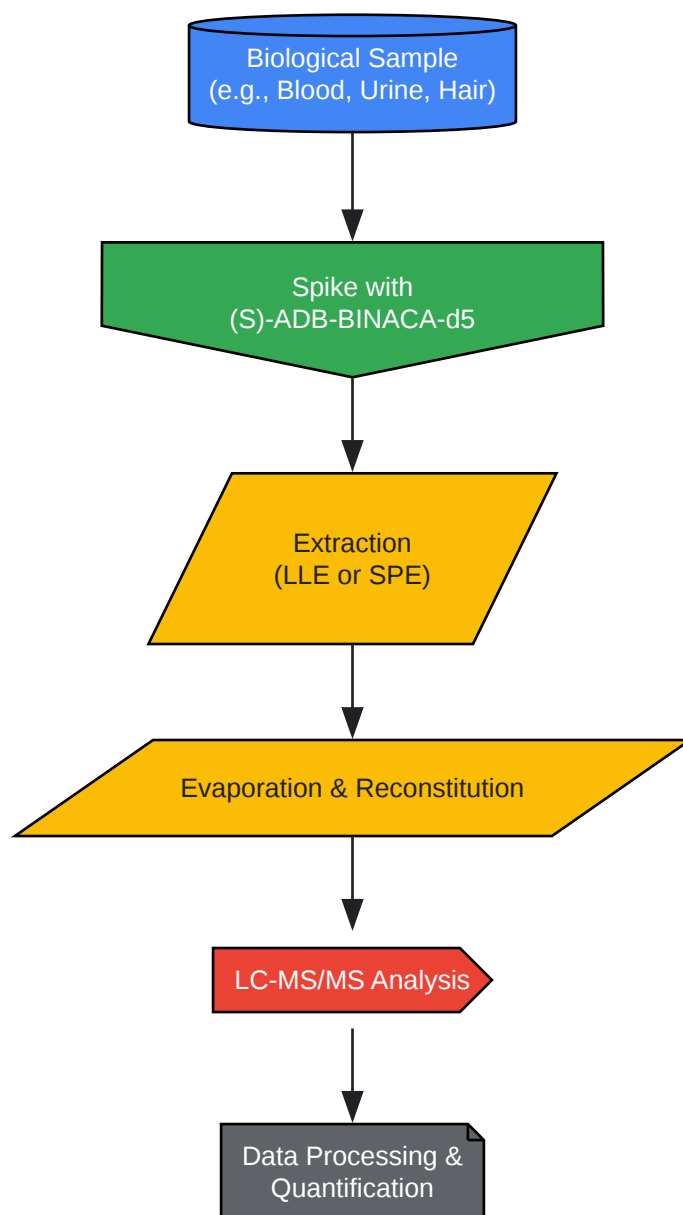 Biological Sample
(e.g., Blood, Urine, Hair)
Spike with
(S)-ADB-BINACA-d5
Extraction
(LLE or SPE)
Evaporation & Reconstitution
LC-MS/MS Analysis
Data Processing &
Quantification